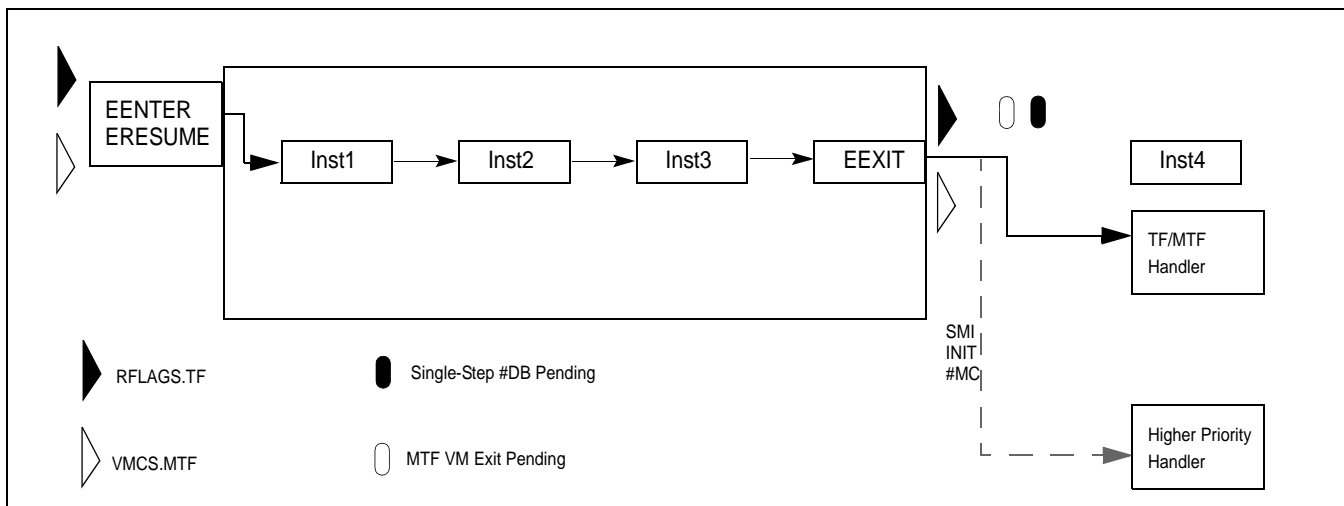 EENTER
ERESUME
Inst1
Inst2
Inst3
EEXIT
Inst4
TF/MTF
Handler
SMI
INIT
#MC
RFLAGS.TF
Single-Step #DB Pending
VMCS.MTF
MTF VM Exit Pending
Higher Priority
Handler